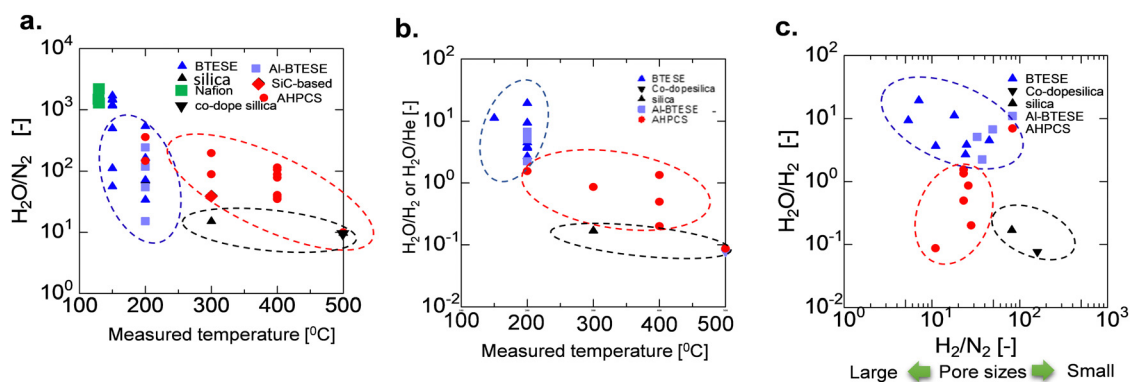 a.
10⁴
10³
10²
10¹
10⁰
H₂O/N₂ [-]
BTESE
silica
Nafion
co-dope silica
Al-BTESE
SiC-based
AHPCS
100 200 300 400 500
Measured temperature [⁰C]
b.
10²
10¹
10⁰
10⁻¹
10⁻²
H₂O/H₂ or H₂O/He [-]
BTESE
Co-dopesilica
silica
Al-BTESE
AHPCS
100 200 300 400 500
Measured temperature [⁰C]
c.
10²
10¹
10⁰
10⁻¹
10⁻²
H₂O/H₂ [-]
BTESE
Co-dopesilica
silica
Al-BTESE
AHPCS
10⁰ 10¹ 10² 10³
H₂/N₂ [-]
Large Pore sizes Small